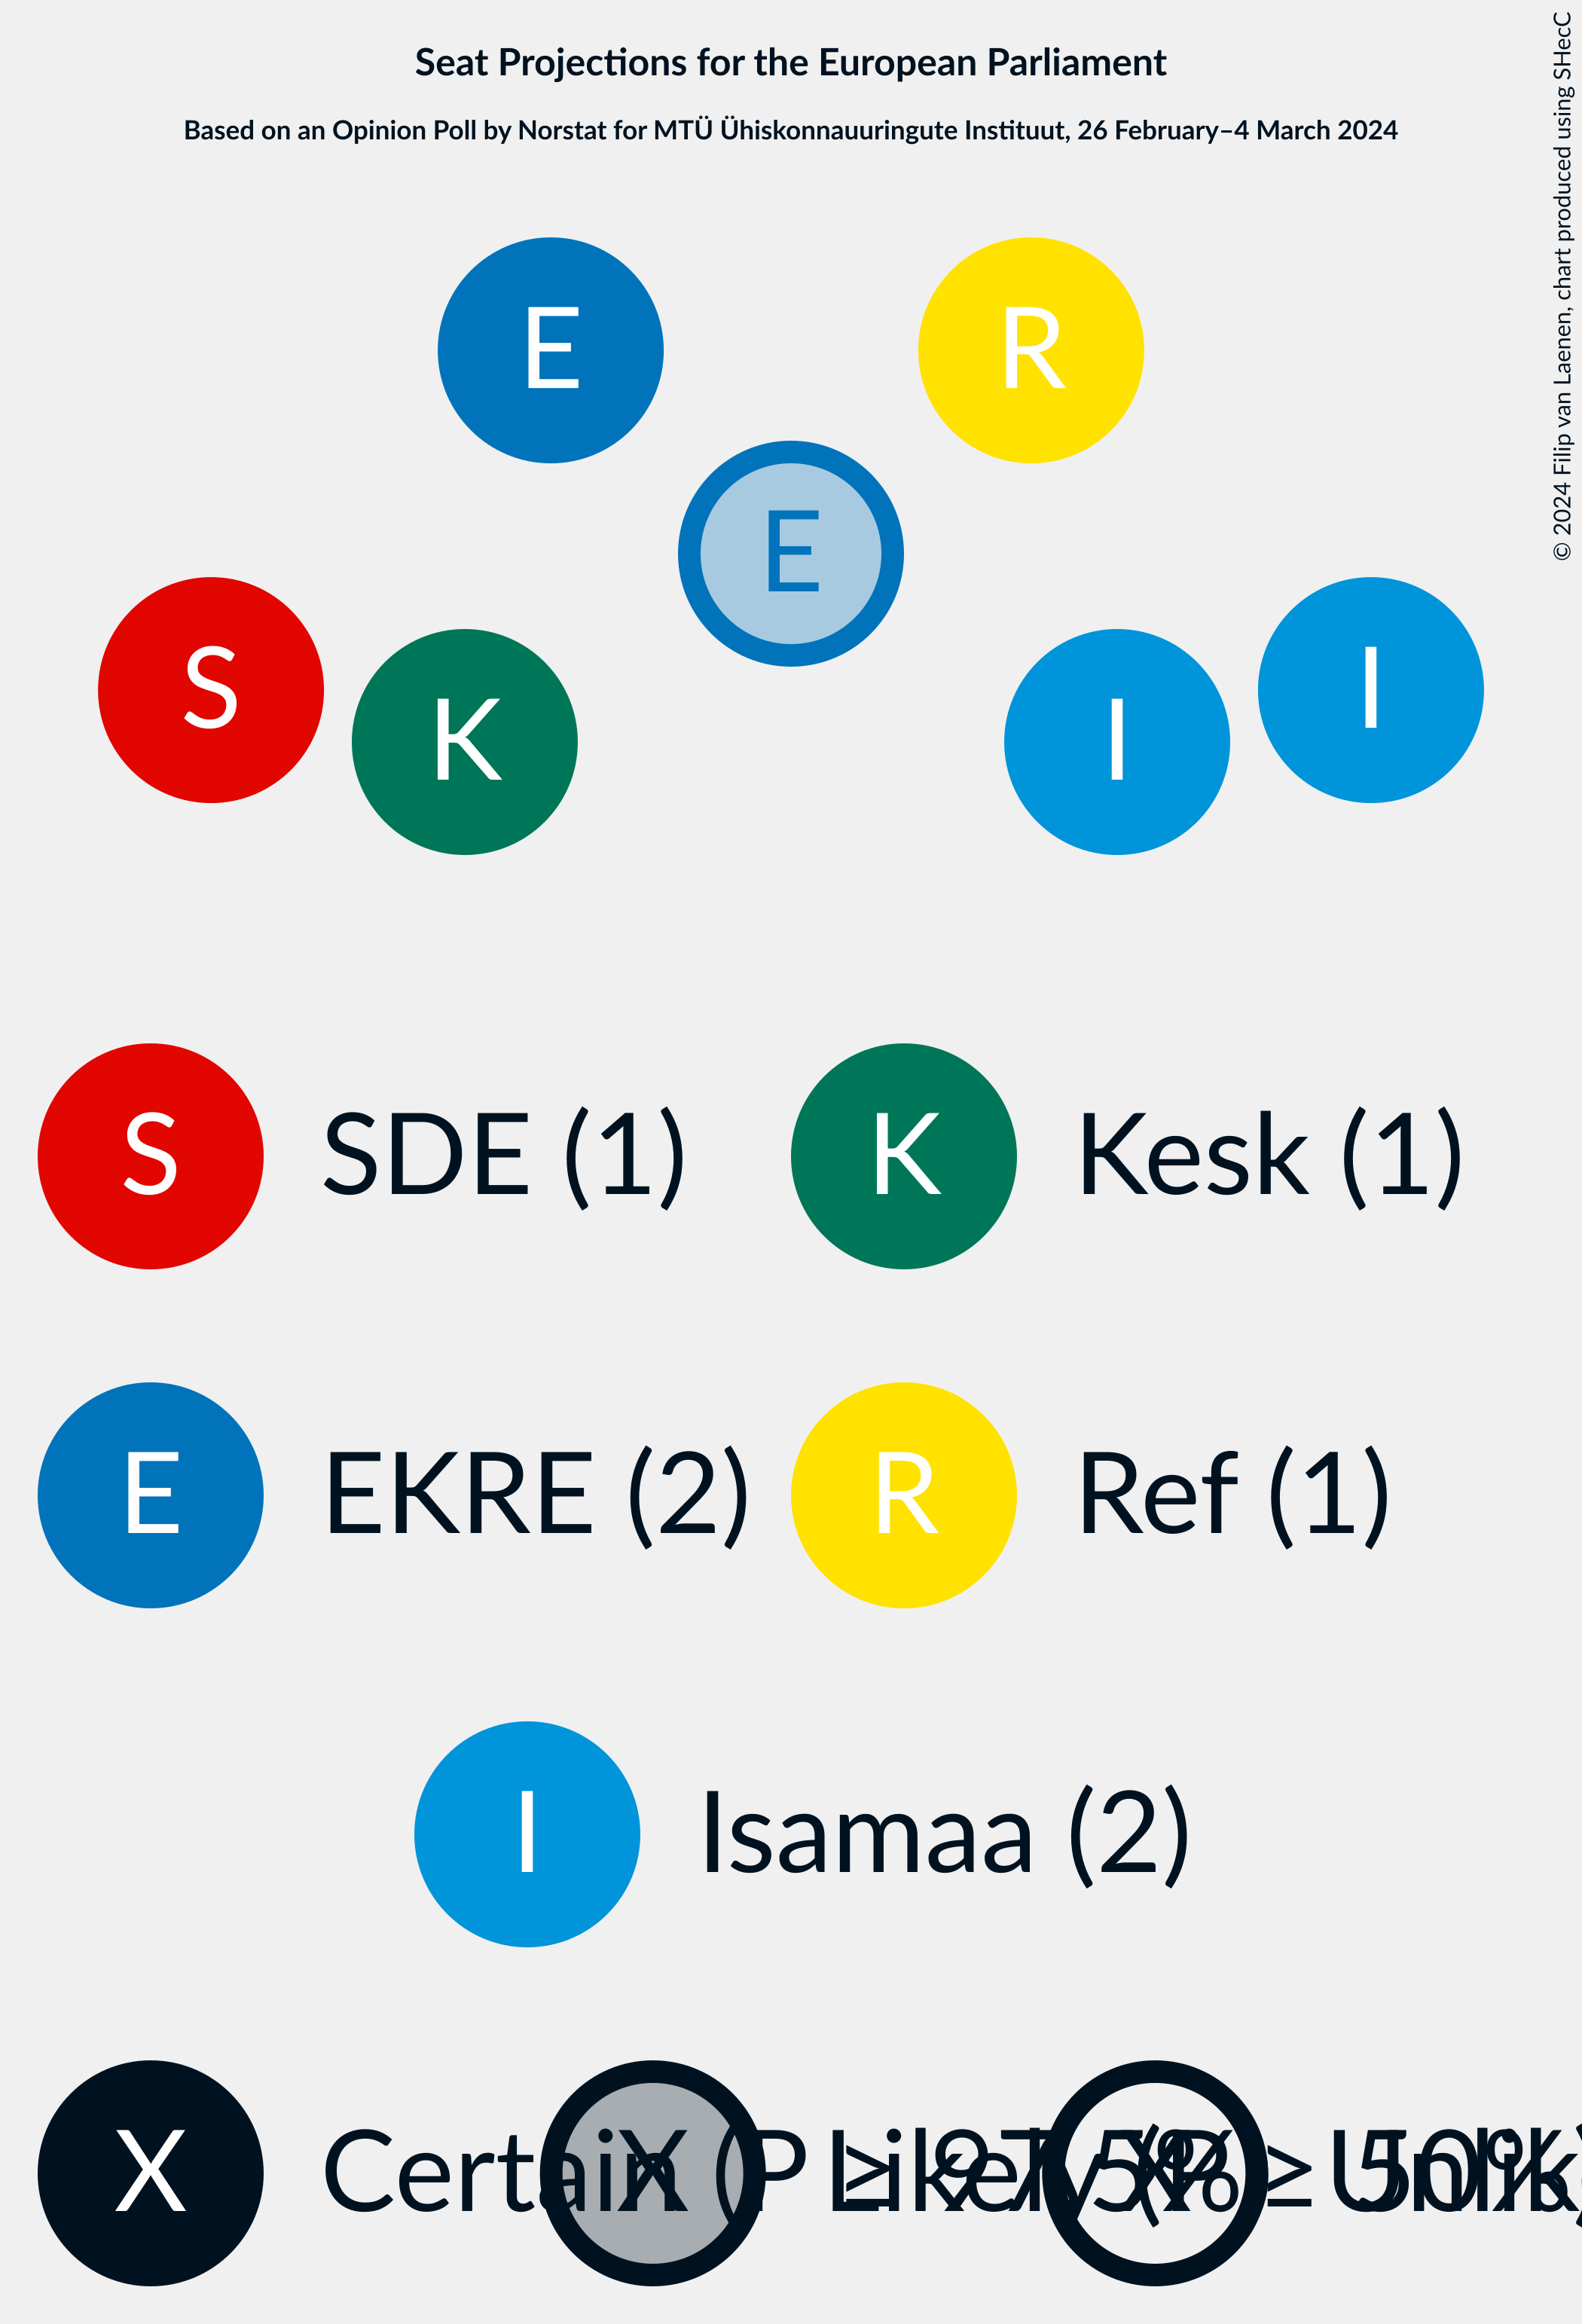 Seat Projections for the European Parliament
Based on an Opinion Poll by Norstat for MTÜ Ühiskonnauuringute Instituut, 26 February–4 March 2024
© 2024 Filip van Laenen, chart produced using SHecC
E
R
E
S
K
I
I
S SDE (1)
K Kesk (1)
E EKRE (2)
R Ref (1)
I Isamaa (2)
X Certain (P ≥
X Likely
X